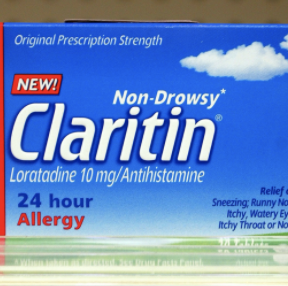 Original Prescription Strength
NEW!
Non-Drowsy*
Claritin®
Loratadine 10 mg/Antihistamine
24 hour
Allergy
Relief o
Sneezing; Runny No
Itchy, Watery Ey
Itchy Throat or No